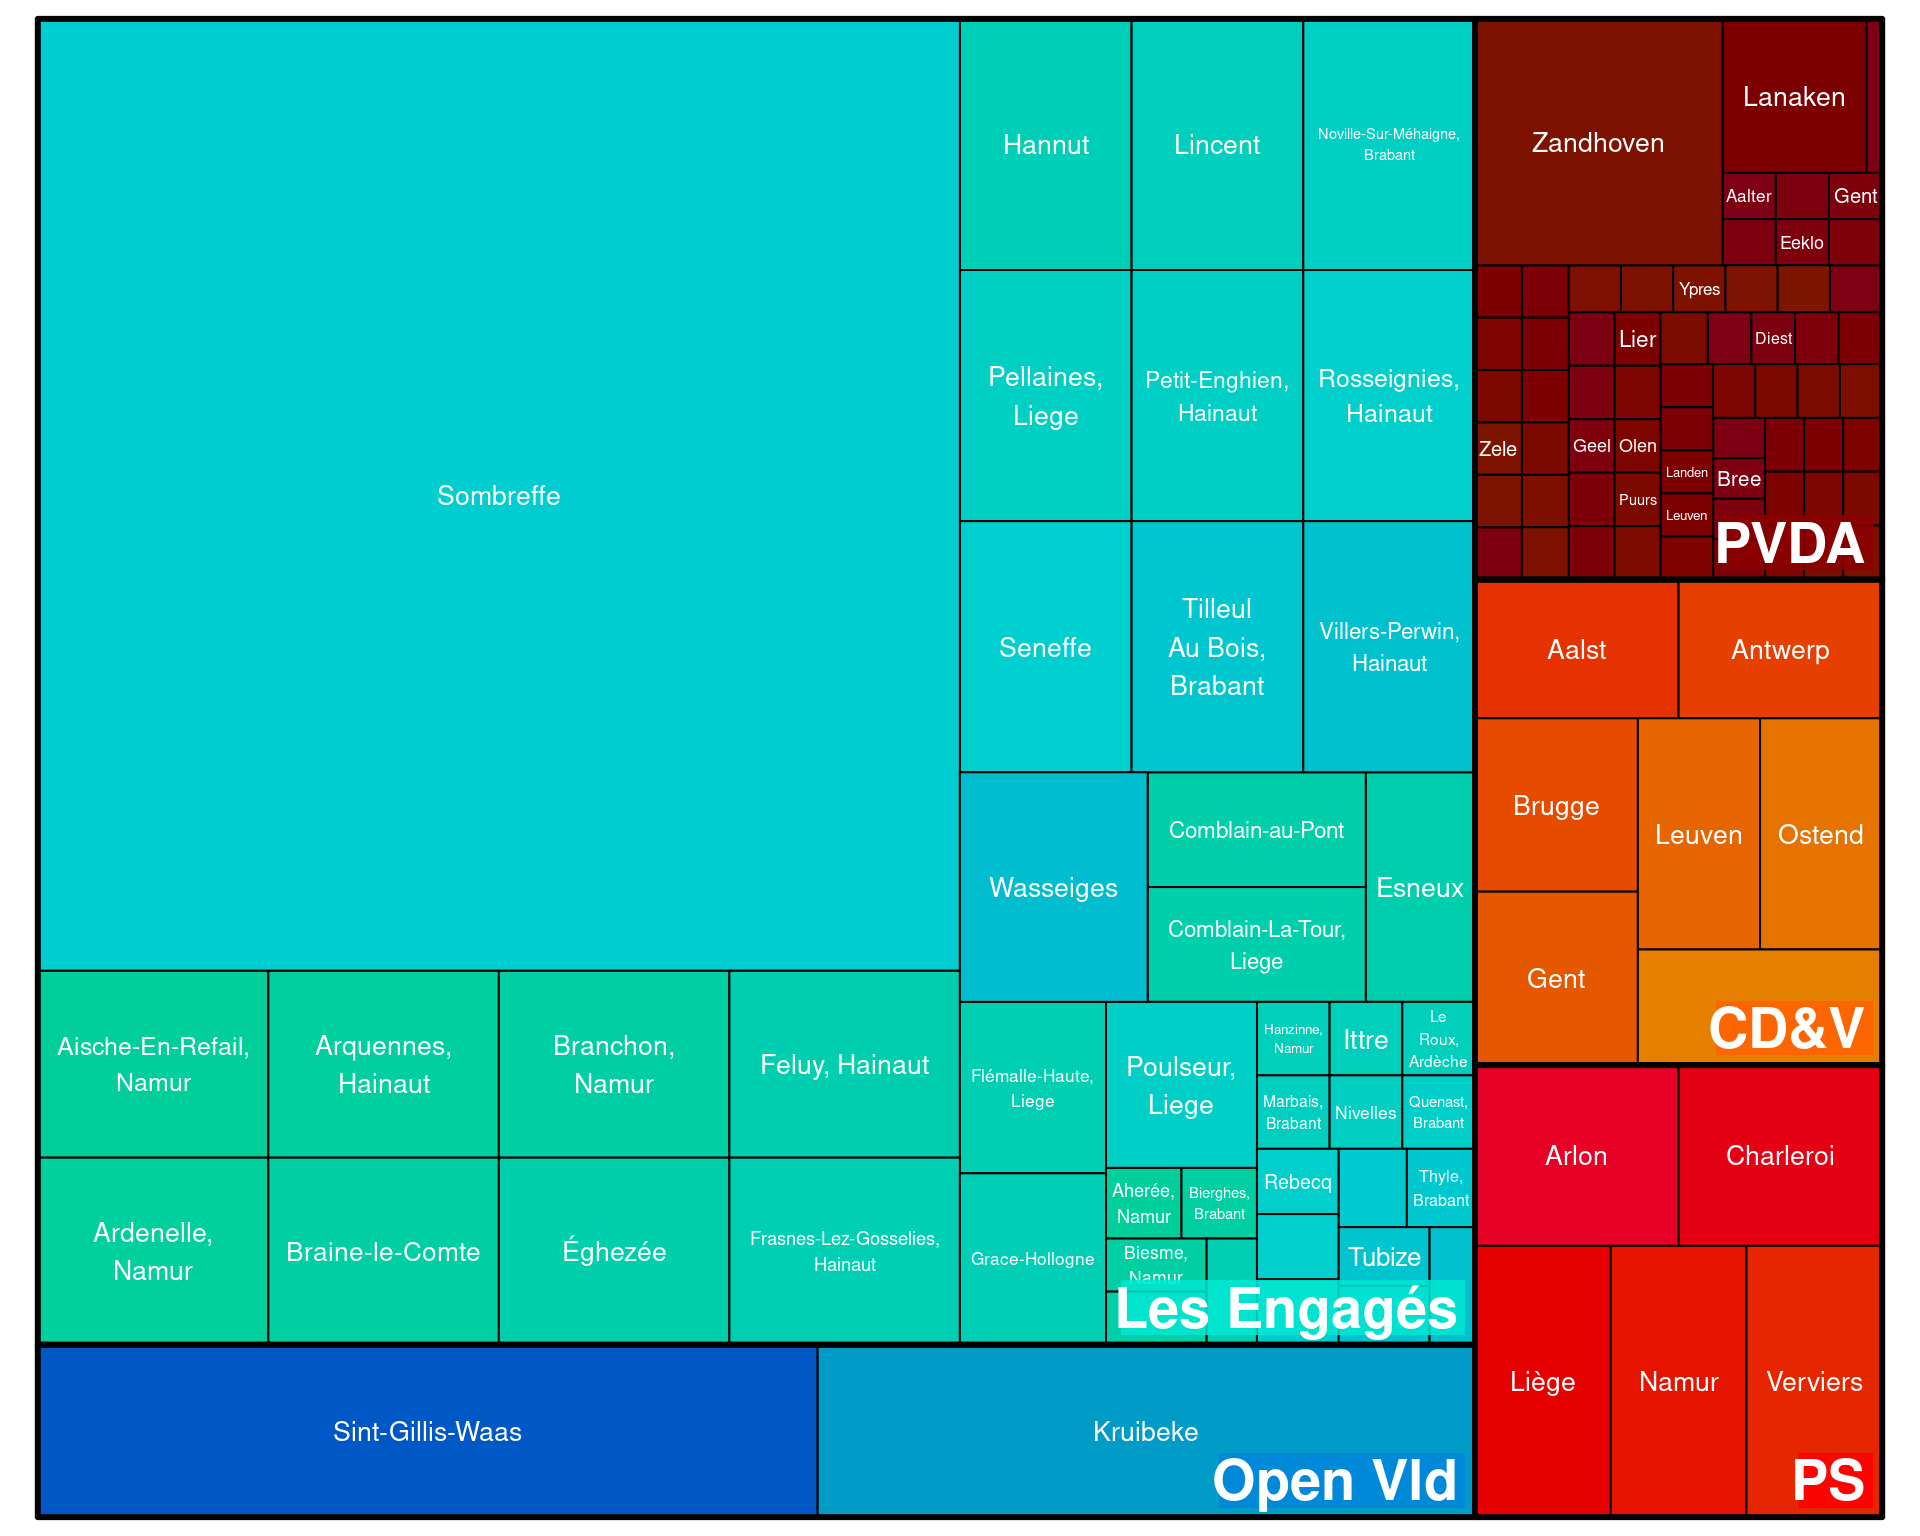 Sombreffe
Hannut
Lincent
Noville-Sur-Méhaigne,
Brabant
Pellaines,
Liege
Petit-Enghien,
Hainaut
Rosseignies,
Hainaut
Seneffe
Tilleul
Au Bois,
Brabant
Villers-Perwin,
Hainaut
Wasseiges
Comblain-au-Pont
Comblain-La-Tour,
Liege
Esneux
Aische-En-Refail,
Namur
Arquennes,
Hainaut
Branchon,
Namur
Feluy, Hainaut
Ardenelle,
Namur
Braine-le-Comte
Éghezée
Frasnes-Lez-Gosselies,
Hainaut
Flémalle-Haute,
Liege
Grace-Hollogne
Poulseur,
Liege
Hanzinne,
Namur
Ittre
Le
Roux,
Ardèche
Marbais,
Brabant
Nivelles
Quenast,
Brabant
Aherée,
Namur
Bierghes,
Brabant
Rebecq
Thyle,
Brabant
Biesme,
Namur
Tubize
Les Engagés
Sint-Gillis-Waas
Kruibeke
Open Vld
Zandhoven
Lanaken
Aalter
Gent
Eeklo
Ypres
Lier
Diest
Zele
Geel
Olen
Landen
Bree
Puurs
Leuven
PVDA
Aalst
Antwerp
Brugge
Leuven
Ostend
Gent
CD&V
Arlon
Charleroi
Liège
Namur
Verviers
PS